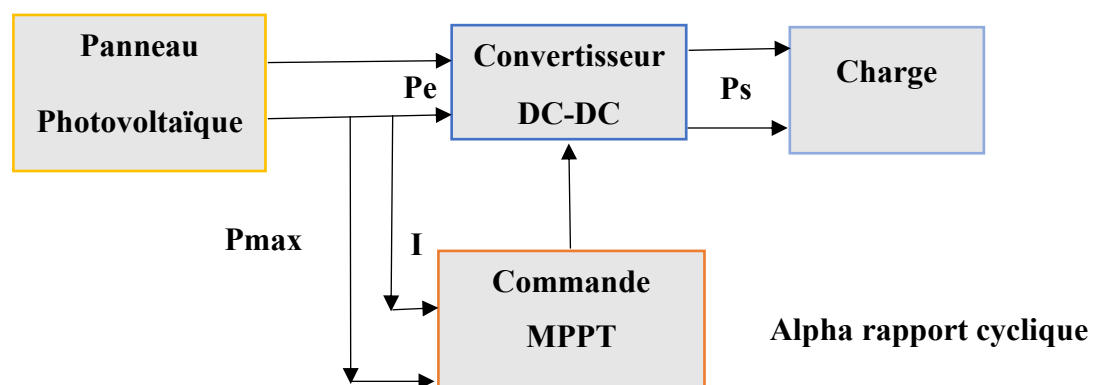 Panneau
Photovoltaïque
Pe
Convertisseur
DC-DC
Ps
Charge
Pmax
I
Commande
MPPT
Alpha rapport cyclique